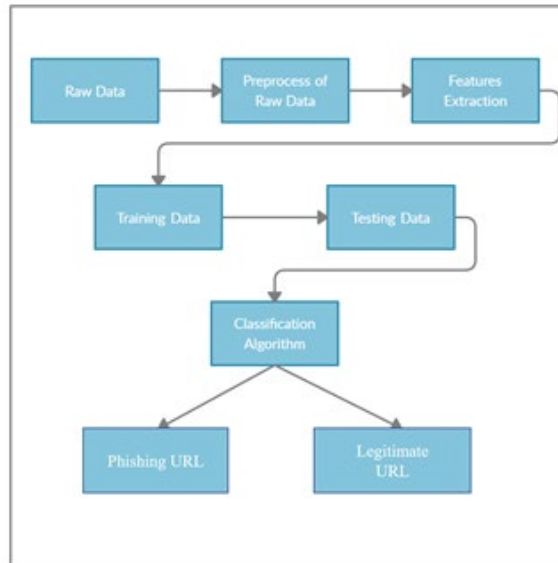 Raw Data
Preprocess of
Raw Data
Features
Extraction
Training Data
Testing Data
Classification
Algorithm
Phishing URL
Legitimate
URL